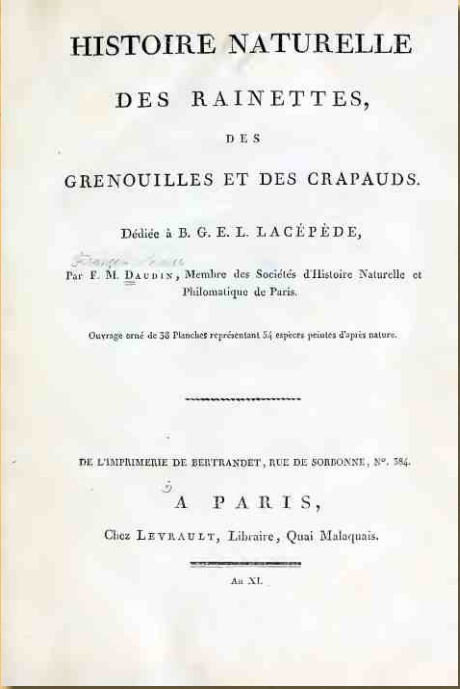 HISTOIRE NATURELLE
DES RAINETTES,
DES
GRENOUILLES ET DES CRAPAUDS.
Dédiée à B. G. E. L. LACÉPÈDE,
Par F. M. DAUDIN, Membre des Sociétés d'Histoire Naturelle et
Philomatique de Paris.
Ouvrage orné de 38 Planches représentant 54 espèces peintes d'après nature.
DE L'IMPRIMERIE DE BERTRANDET, RUE DE SORBONNE, N°. 384.
A PARIS,
Chez LEVRAULT, Libraire, Quai Malaquais.
An XI.